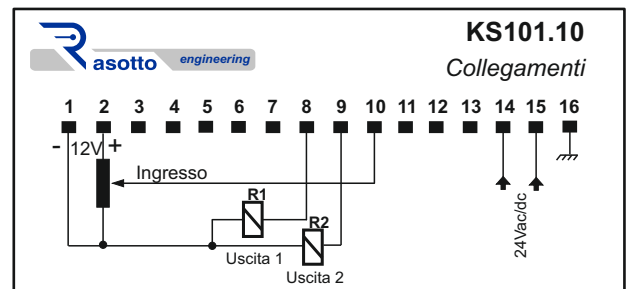 Rasotto engineering
KS101.10
Collegamenti
1 2 3 4 5 6 7 8 9 10 11 12 13 14 15 16
- 12V +
Ingresso
R1
R2
Uscita 1
Uscita 2
24Vac/dc